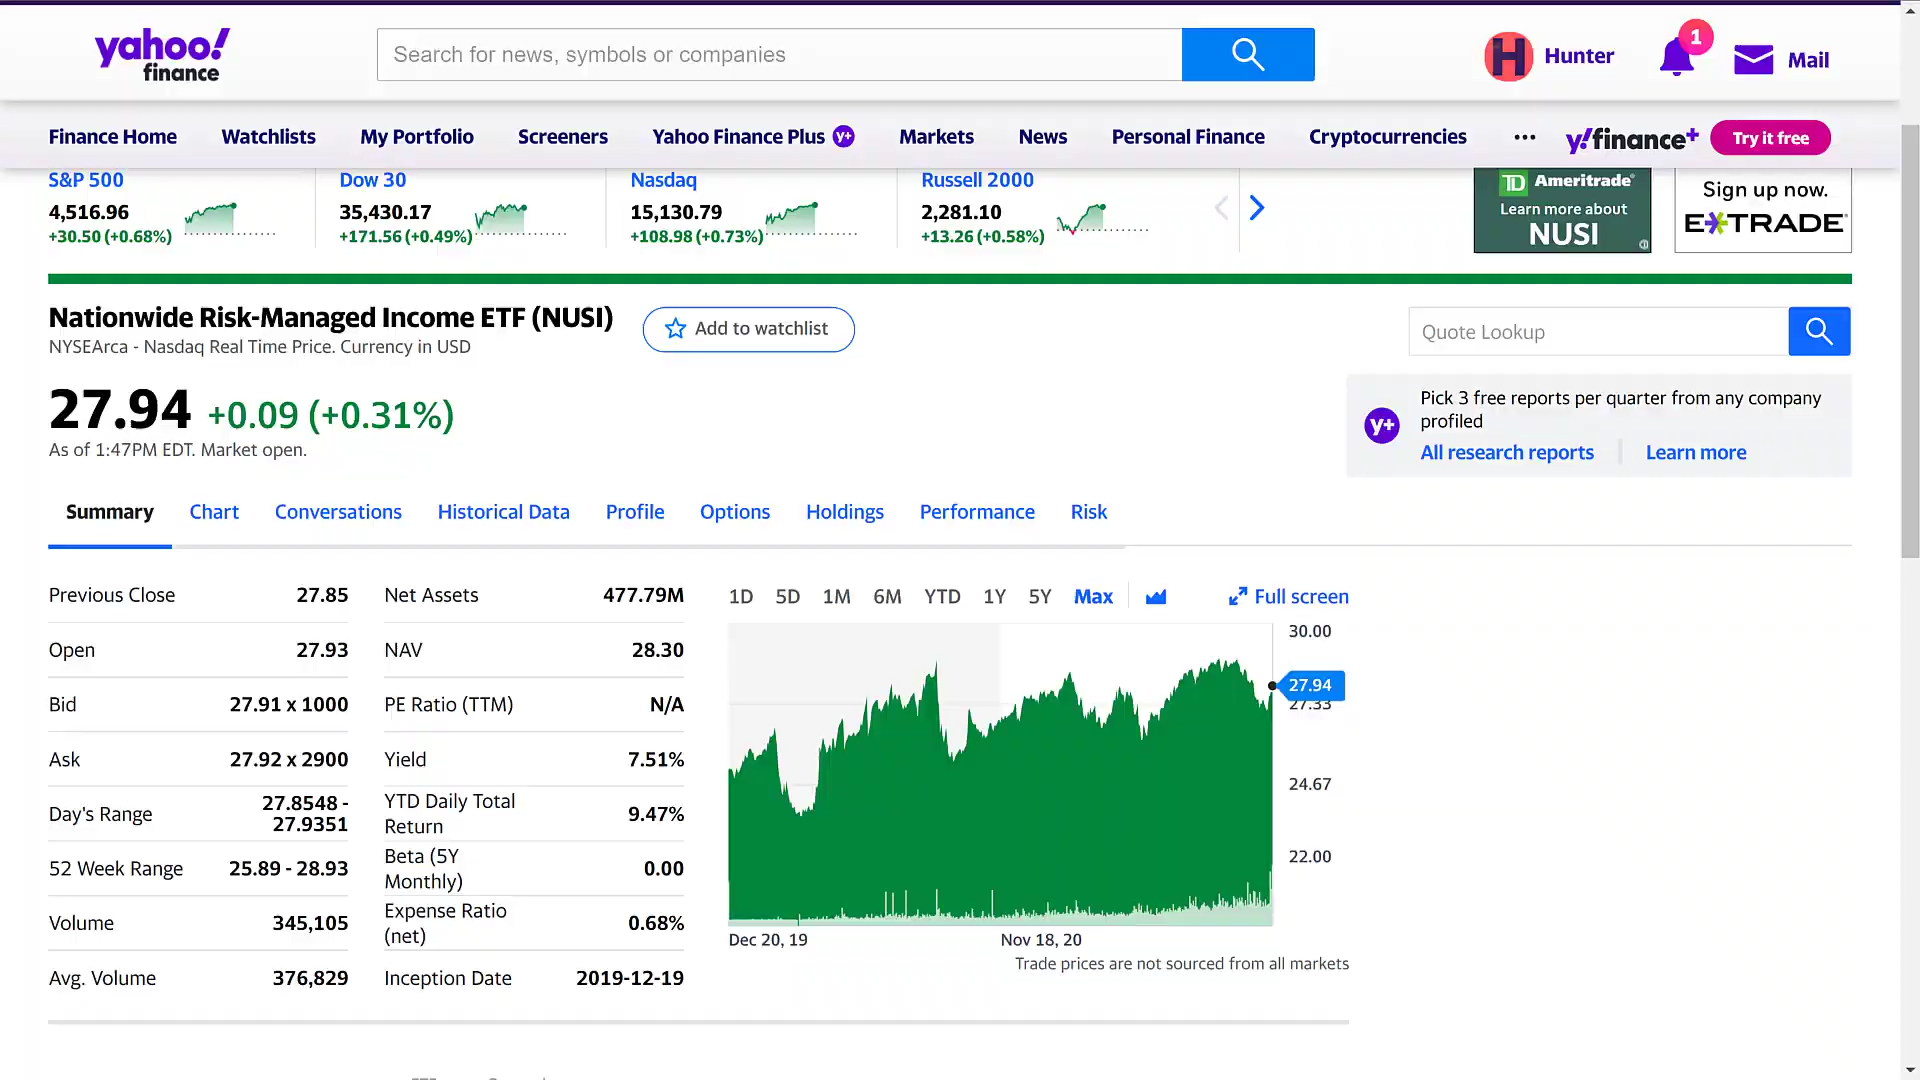 yahoo!
finance
Search for news, symbols or companies
Hunter
1
Mail
Finance Home
Watchlists
My Portfolio
Screeners
Yahoo Finance Plus y+
Markets
News
Personal Finance
Cryptocurrencies
...
y!finance+
Try it free
S&P 500
4,516.96
+30.50 (+0.68%)
Dow 30
35,430.17
+171.56 (+0.49%)
Nasdaq
15,130.79
+108.98 (+0.73%)
Russell 2000
2,281.10
+13.26 (+0.58%)
TD Ameritrade
Learn more about
NUSI
Sign up now.
E*TRADE
Nationwide Risk-Managed Income ETF (NUSI)
NYSEArca - Nasdaq Real Time Price. Currency in USD
Add to watchlist
Quote Lookup
27.94 +0.09 (+0.31%)
As of 1:47PM EDT. Market open.
y+
Pick 3 free reports per quarter from any company
profiled
All research reports
Learn more
Summary
Chart
Conversations
Historical Data
Profile
Options
Holdings
Performance
Risk
Previous Close 27.85
Open 27.93
Bid 27.91 x 1000
Ask 27.92 x 2900
Day's Range 27.8548 -
27.9351
52 Week Range 25.89 - 28.93
Volume 345,105
Avg. Volume 376,829
Net Assets 477.79M
NAV 28.30
PE Ratio (TTM) N/A
Yield 7.51%
YTD Daily Total
Return 9.47%
Beta (5Y
Monthly) 0.00
Expense Ratio
(net) 0.68%
Inception Date 2019-12-19
1D 5D 1M 6M YTD 1Y 5Y Max
Full screen
30.00
27.94
27.33
24.67
22.00
Dec 20, 19
Nov 18, 20
Trade prices are not sourced from all markets